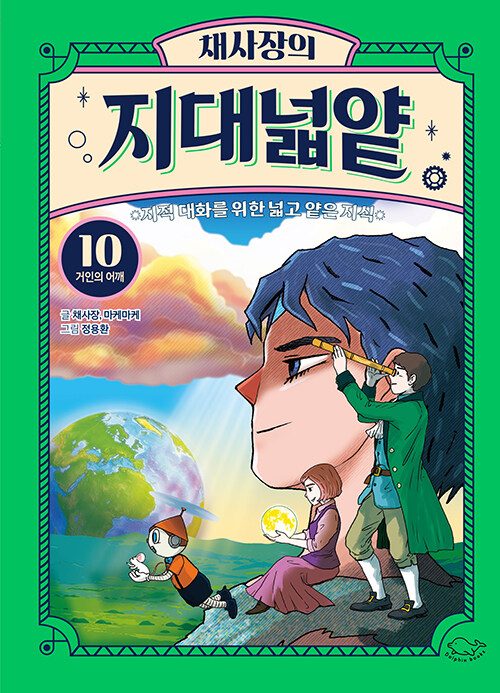 채사장의
지대넓얕
지적 대화를 위한 넓고 얕은 지식
10
거인의 어깨
글 채사장, 마케마케
그림 정용환
Dolphin books